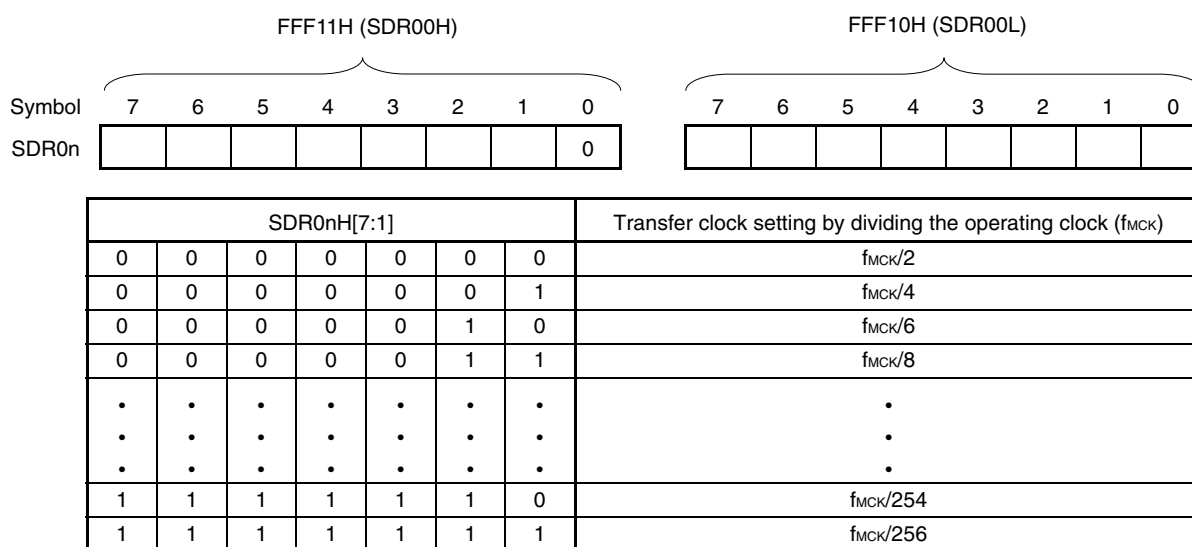 FFF11H (SDR00H) FFF10H (SDR00L)
Symbol 7 6 5 4 3 2 1 0 7 6 5 4 3 2 1 0
SDR0n 0
SDR0nH[7:1] Transfer clock setting by dividing the operating clock (fMCK)
0 0 0 0 0 0 0 fMCK/2
0 0 0 0 0 0 1 fMCK/4
0 0 0 0 0 1 0 fMCK/6
0 0 0 0 0 1 1 fMCK/8
• • • • • • • •
• • • • • • • •
• • • • • • • •
1 1 1 1 1 1 0 fMCK/254
1 1 1 1 1 1 1 fMCK/256